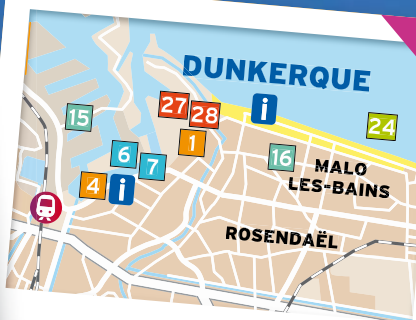 DUNKERQUE
27
28
i
15
24
1
6
7
16
MALO
LES-BAINS
4
i
ROSENDAËL